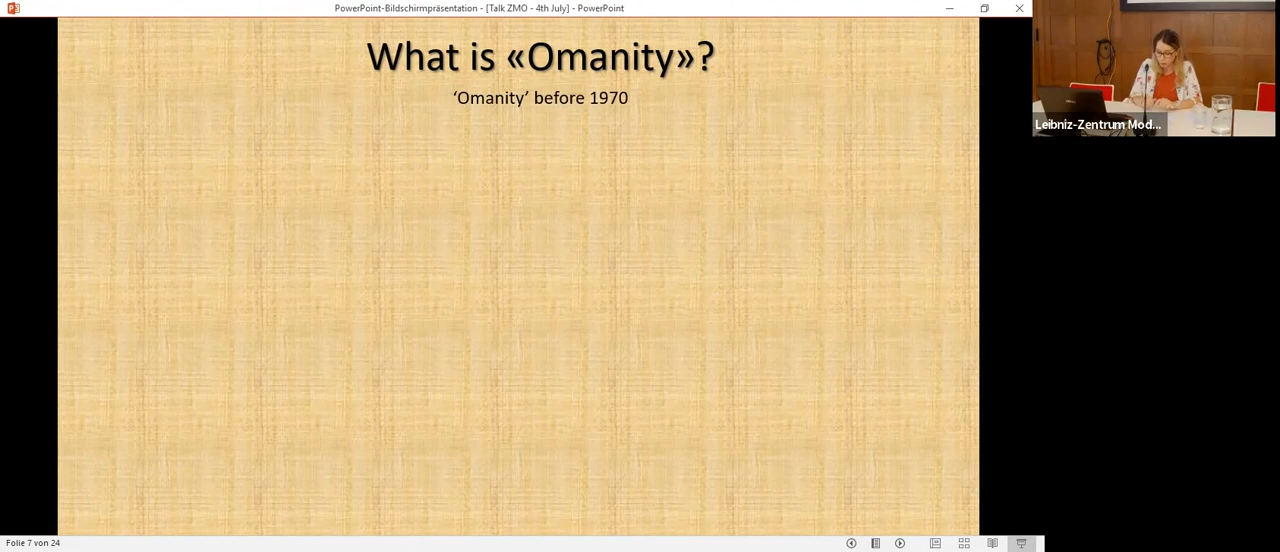 PowerPoint-Bildschirmpräsentation - [Talk ZMO - 4th July] - PowerPoint
What is «Omanity»?
‘Omanity’ before 1970
Leibniz-Zentrum Mod...
Folie 7 von 24